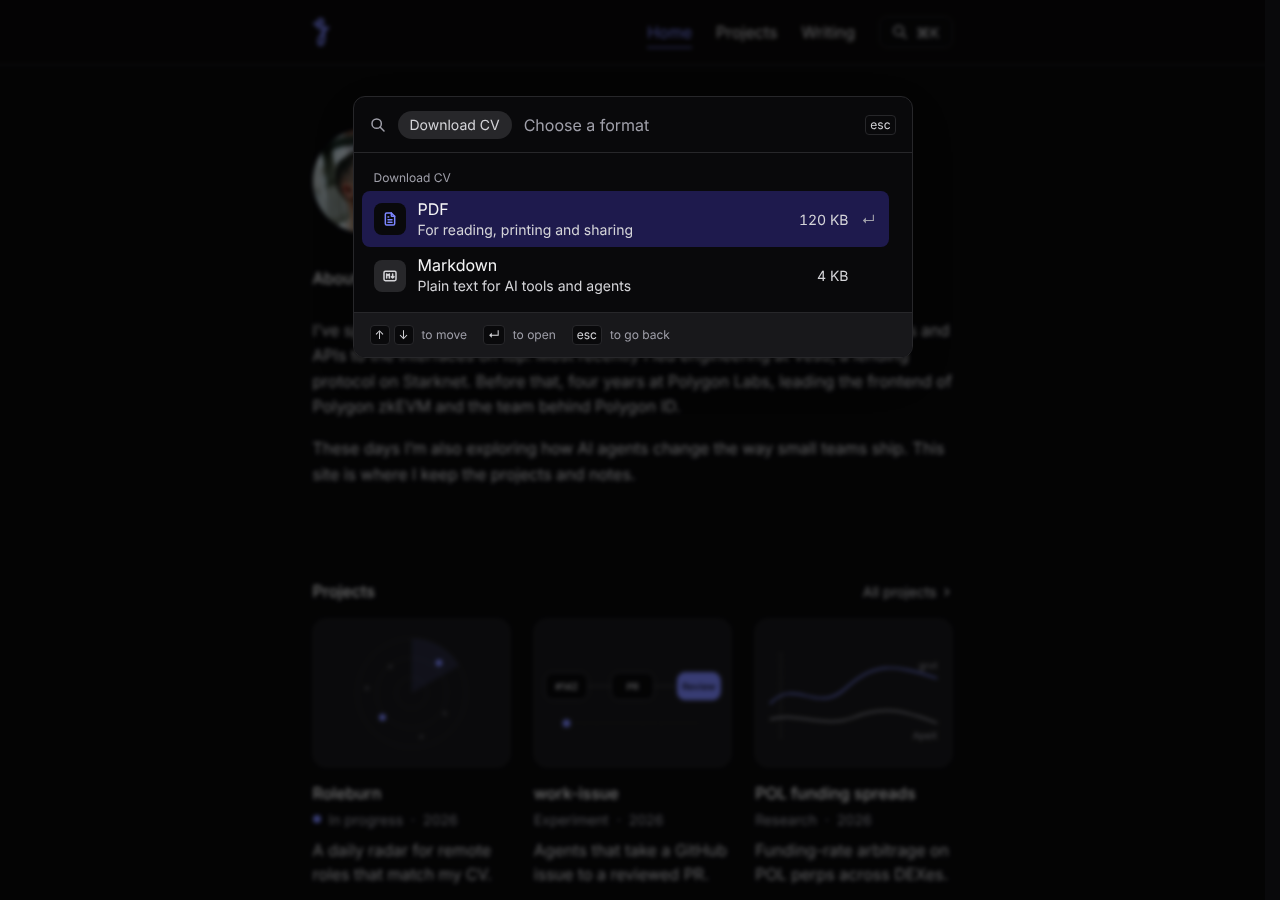 Home Projects Writing ⌘K
Download CV Choose a format esc
Download CV
PDF
For reading, printing and sharing
120 KB
Markdown
Plain text for AI tools and agents
4 KB
↑ ↓ to move ↵ to open esc to go back
About
I've and
APIs
protocol on Starknet. Before that, four years at Polygon Labs, leading the frontend of
Polygon zkEVM and the team behind Polygon ID.
These days I'm also exploring how AI agents change the way small teams ship. This
site is where I keep the projects and notes.
Projects All projects
PR
Roleburn
In progress · 2026
A daily radar for remote
roles that match my CV.
work-issue
Experiment · 2026
Agents that take a GitHub
issue to a reviewed PR.
POL funding spreads
Research · 2026
Funding-rate arbitrage on
POL perps across DEXes.